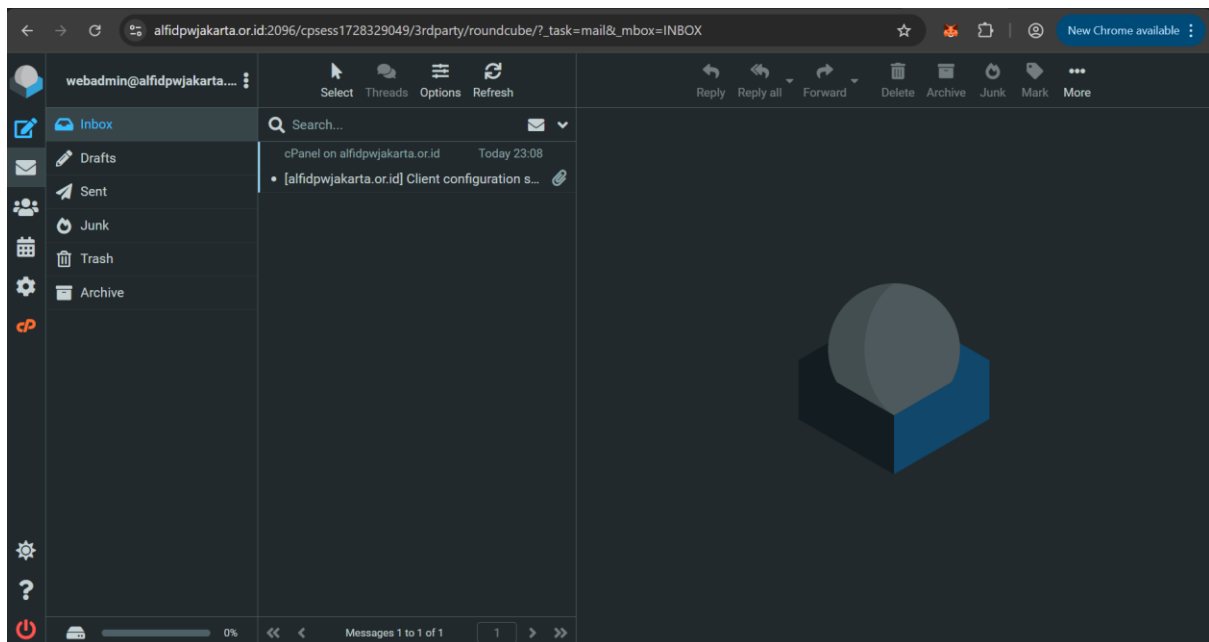 alfidpwjakarta.or.id:2096/cpsess1728329049/3rdparty/roundcube/?_task=mail&_mbox=INBOX
New Chrome available
webadmin@alfidpwjakarta....
Select Threads Options Refresh
Reply Reply all Forward Delete Archive Junk Mark More
Inbox
Drafts
Sent
Junk
Trash
Archive
cP
Search...
cPanel on alfidpwjakarta.or.id Today 23:08
[alfidpwjakarta.or.id] Client configuration s...
0%
Messages 1 to 1 of 1
1